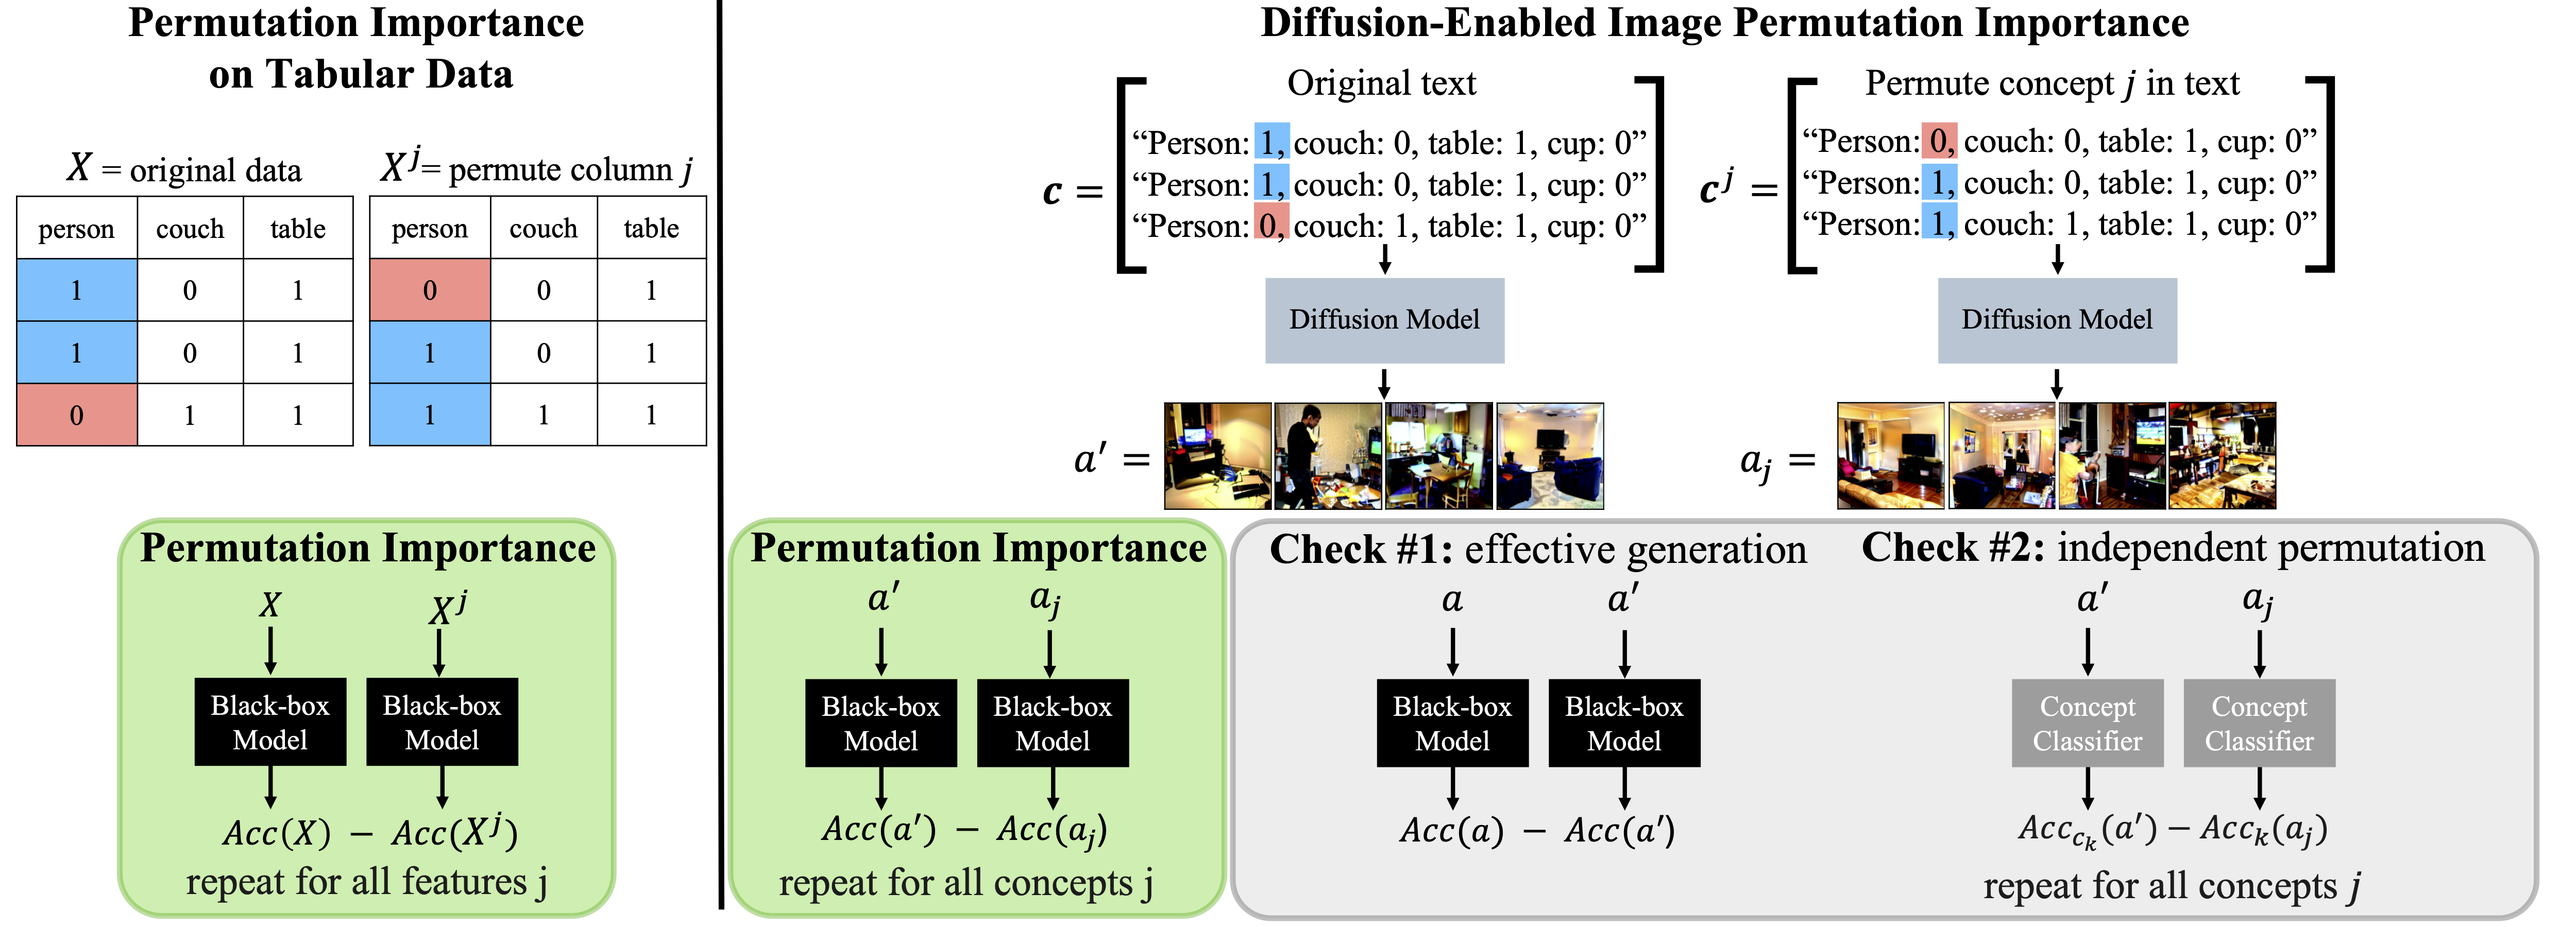 Permutation Importance
on Tabular Data
X = original data
X^j= permute column j
person couch table
1 0 1
1 0 1
0 1 1
person couch table
0 0 1
1 0 1
1 1 1
Permutation Importance
X X^j
Black-box
Model
Black-box
Model
Acc(X) − Acc(X^j)
repeat for all features j
Diffusion-Enabled Image Permutation Importance
Original text
c =
“Person: 1, couch: 0, table: 1, cup: 0”
“Person: 1, couch: 0, table: 1, cup: 0”
“Person: 0, couch: 1, table: 1, cup: 0”
Diffusion Model
a′ =
Permute concept j in text
c^j =
“Person: 0, couch: 0, table: 1, cup: 0”
“Person: 1, couch: 0, table: 1, cup: 0”
“Person: 1, couch: 1, table: 1, cup: 0”
Diffusion Model
a_j =
Permutation Importance
a′ a_j
Black-box
Model
Black-box
Model
Acc(a′) − Acc(a_j)
repeat for all concepts j
Check #1: effective generation
a a′
Black-box
Model
Black-box
Model
Acc(a) − Acc(a′)
Check #2: independent permutation
a′ a_j
Concept
Classifier
Concept
Classifier
Acc_{c_k}(a′) − Acc_k(a_j)
repeat for all concepts j